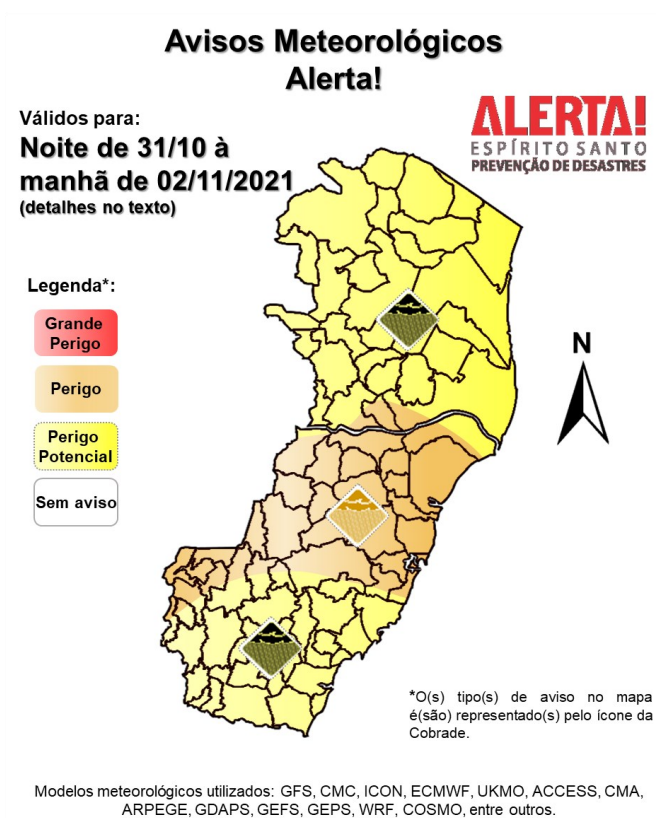 Avisos Meteorológicos
Alerta!
Válidos para:
Noite de 31/10 à
manhã de 02/11/2021
(detalhes no texto)
ALERTA!
ESPÍRITO SANTO
PREVENÇÃO DE DESASTRES
Legenda*:
Grande
Perigo
Perigo
Perigo
Potencial
Sem aviso
N
*O(s) tipo(s) de aviso no mapa
é(são) representado(s) pelo ícone da
Cobrade.
Modelos meteorológicos utilizados: GFS, CMC, ICON, ECMWF, UKMO, ACCESS, CMA,
ARPEGE, GDAPS, GEFS, GEPS, WRF, COSMO, entre outros.